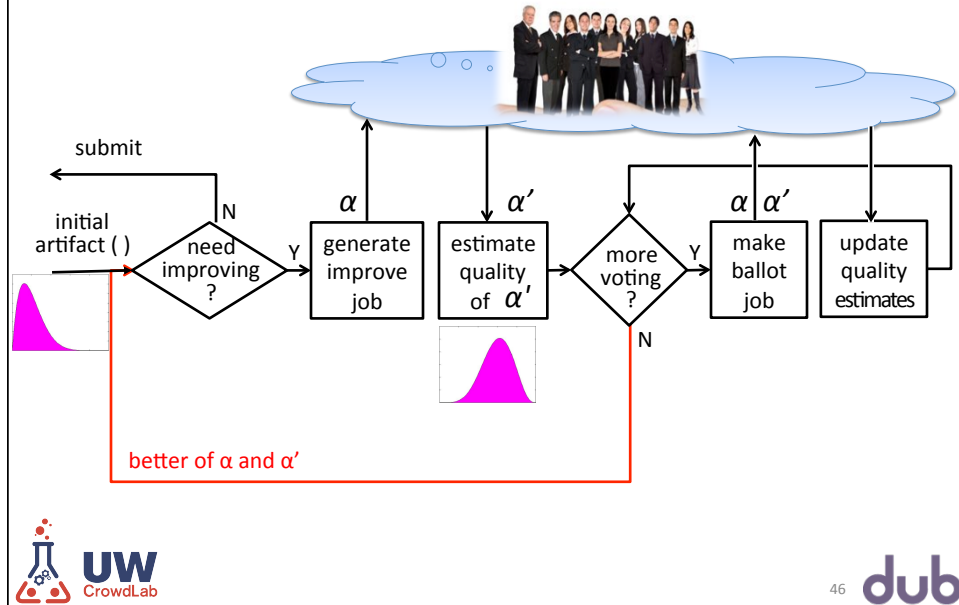 submit
N
initial
artifact ( )
need
improving
?
Y
generate
improve
job
α
α’
estimate
quality
of α'
more
voting
?
Y
N
α α’
make
ballot
job
update
quality
estimates
better of α and α’
UW
CrowdLab
46
dub